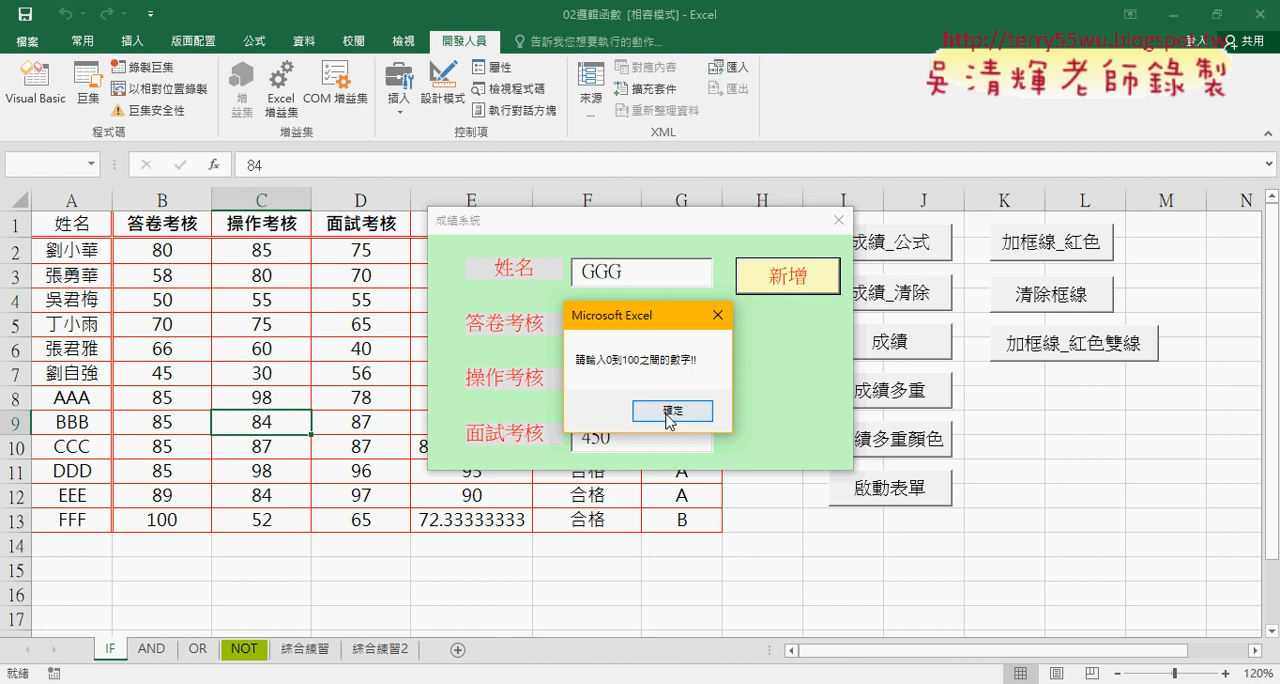 02邏輯函數 [相容模式] - Excel
檔案 常用 插入 版面配置 公式 資料 校閱 檢視 開發人員 告訴我您想要執行的動作... 登入 共用
http://terry55wu.blogspot.tw
吳清輝老師錄製
Visual Basic 巨集 錄製巨集 以相對位置錄製 巨集安全性
增益集 Excel 增益集 COM 增益集
插入 設計模式 屬性 檢視程式碼 執行對話方塊
來源... 對應內容 擴充套件 重新整理資料 匯入 匯出
程式碼 增益集 控制項 XML
fx 84
A B C D E F G H I J K L M N
1 姓名 答卷考核 操作考核 面試考核
2 劉小華 80 85 75
3 張勇華 58 80 70
4 吳君梅 50 55 55
5 丁小雨 70 75 65
6 張君雅 66 60 40
7 劉自強 45 30 56
8 AAA 85 98 78
9 BBB 85 84 87
10 CCC 85 87 87 8
11 DDD 85 98 96 93 合格 A
12 EEE 89 84 97 90 合格 A
13 FFF 100 52 65 72.33333333 合格 B
14
15
16
17
成績系統
姓名 GGG 新增
答卷考核
操作考核
面試考核 450
Microsoft Excel
請輸入0到100之間的數字!!
確定
成績_公式
成績_清除
成績
成績多重
績多重顏色
啟動表單
加框線_紅色
清除框線
加框線_紅色雙線
IF AND OR NOT 綜合練習 綜合練習2
就緒 120%